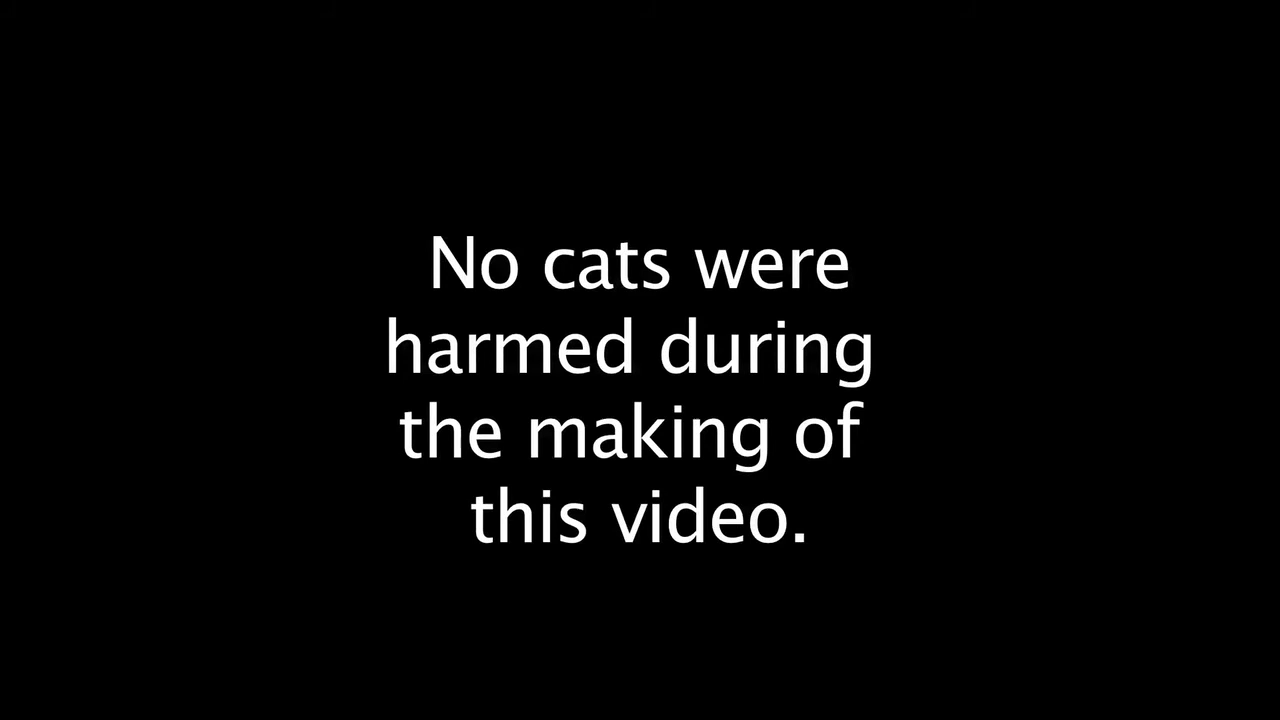 No cats were
harmed during
the making of
this video.